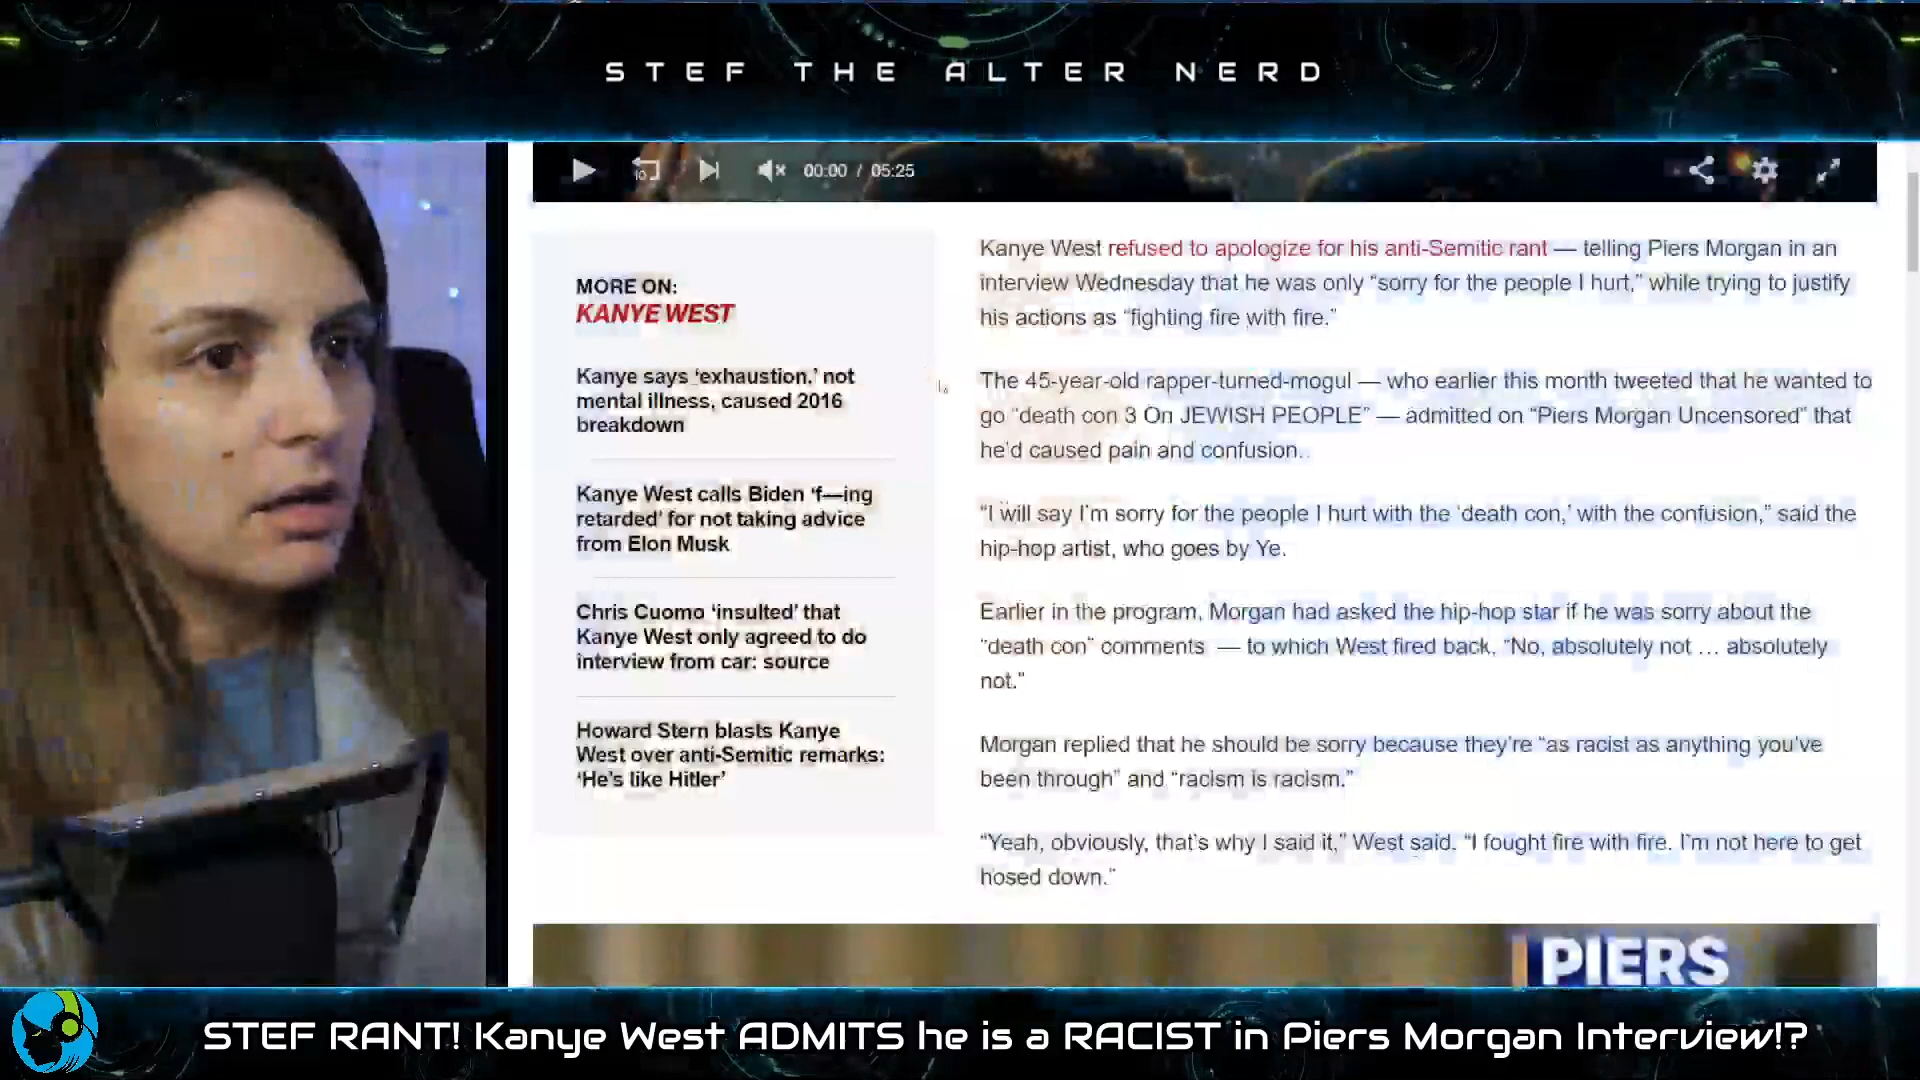 STEF THE ALTER NERD
10
00:00 / 05:25
MORE ON:
KANYE WEST
Kanye says ‘exhaustion,’ not
mental illness, caused 2016
breakdown
Kanye West calls Biden ‘f—ing
retarded’ for not taking advice
from Elon Musk
Chris Cuomo ‘insulted’ that
Kanye West only agreed to do
interview from car: source
Howard Stern blasts Kanye
West over anti-Semitic remarks:
‘He’s like Hitler’
Kanye West refused to apologize for his anti-Semitic rant — telling Piers Morgan in an
interview Wednesday that he was only “sorry for the people I hurt,” while trying to justify
his actions as “fighting fire with fire.”
The 45-year-old rapper-turned-mogul — who earlier this month tweeted that he wanted to
go “death con 3 On JEWISH PEOPLE” — admitted on “Piers Morgan Uncensored” that
he’d caused pain and confusion.
“I will say I’m sorry for the people I hurt with the ‘death con,’ with the confusion,” said the
hip-hop artist, who goes by Ye.
Earlier in the program, Morgan had asked the hip-hop star if he was sorry about the
“death con” comments — to which West fired back, “No, absolutely not … absolutely
not.”
Morgan replied that he should be sorry because they’re “as racist as anything you’ve
been through” and “racism is racism.”
“Yeah, obviously, that’s why I said it,” West said. “I fought fire with fire. I’m not here to get
hosed down.”
PIERS
STEF RANT! Kanye West ADMITS he is a RACIST in Piers Morgan Interview!?